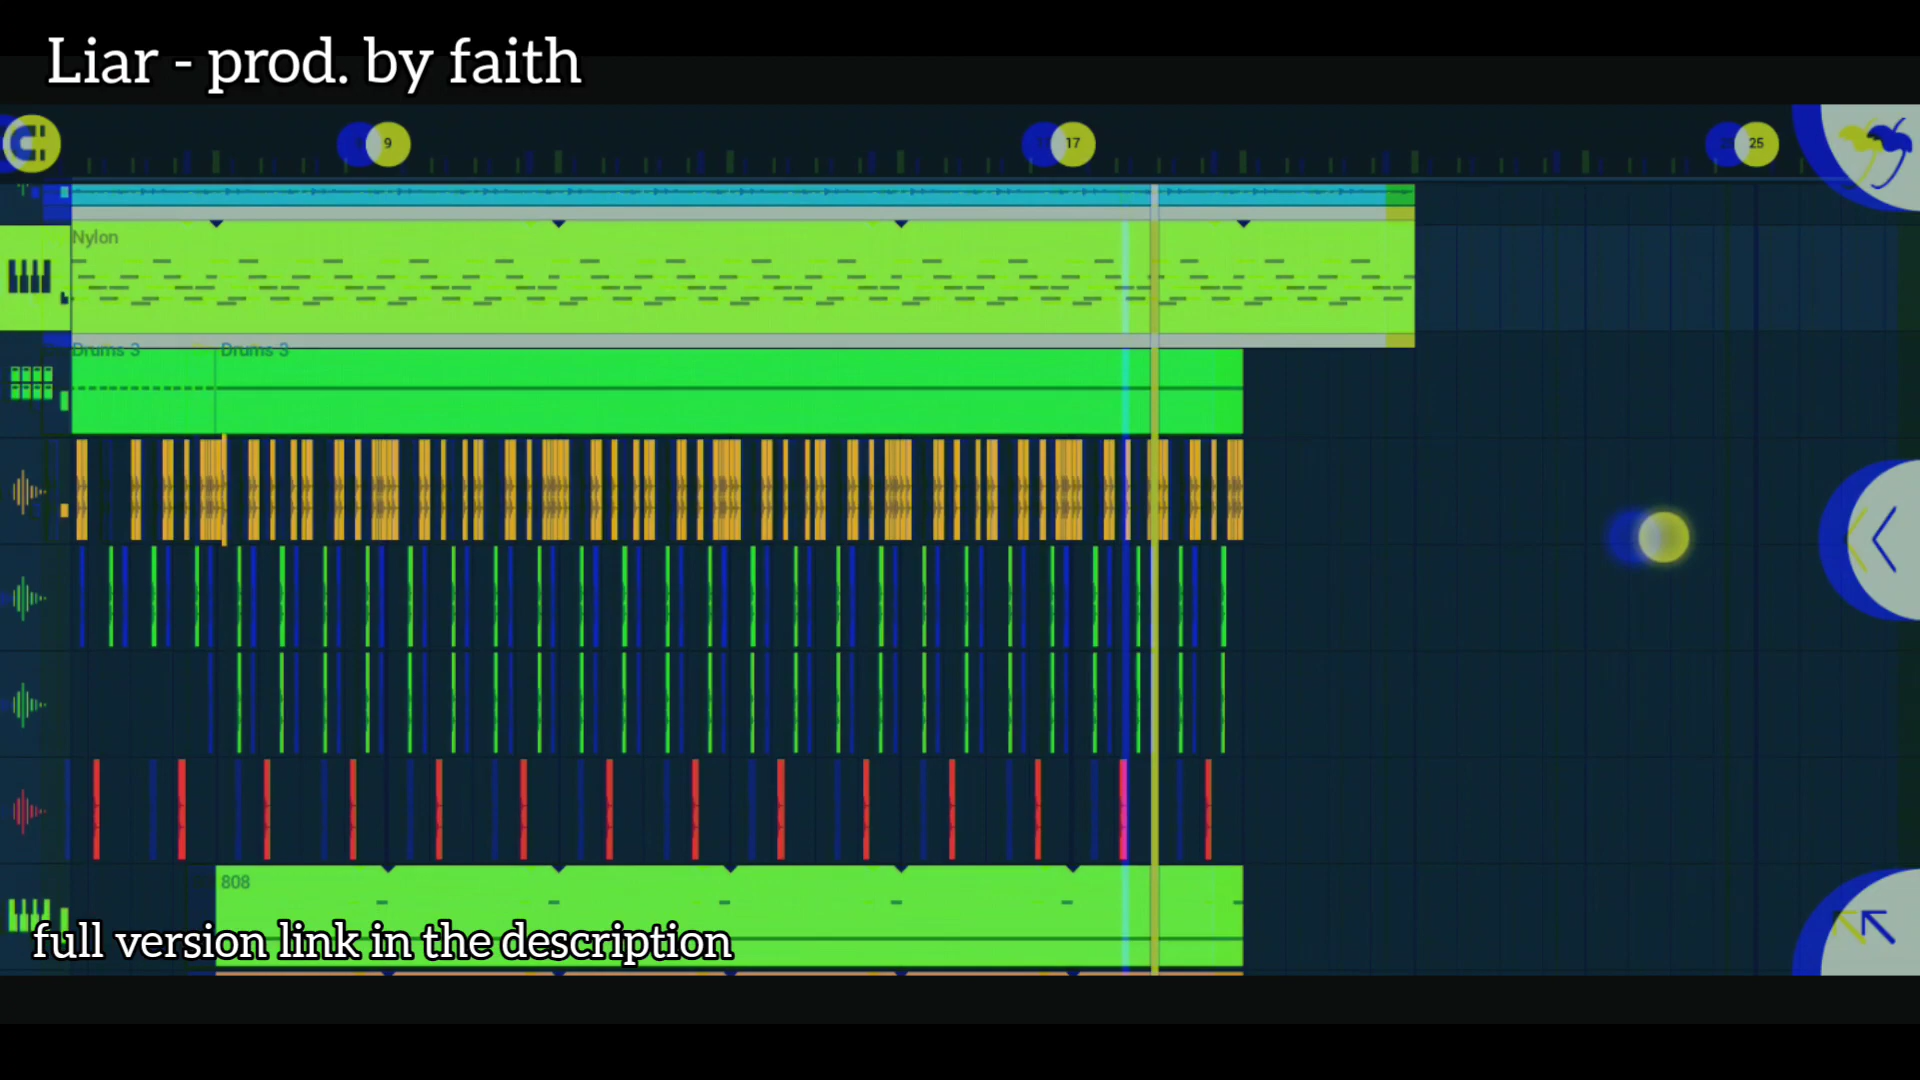 Liar - prod. by faith
9
17
25
Nylon
Drums 3
Drums 3
808
full version link in the description